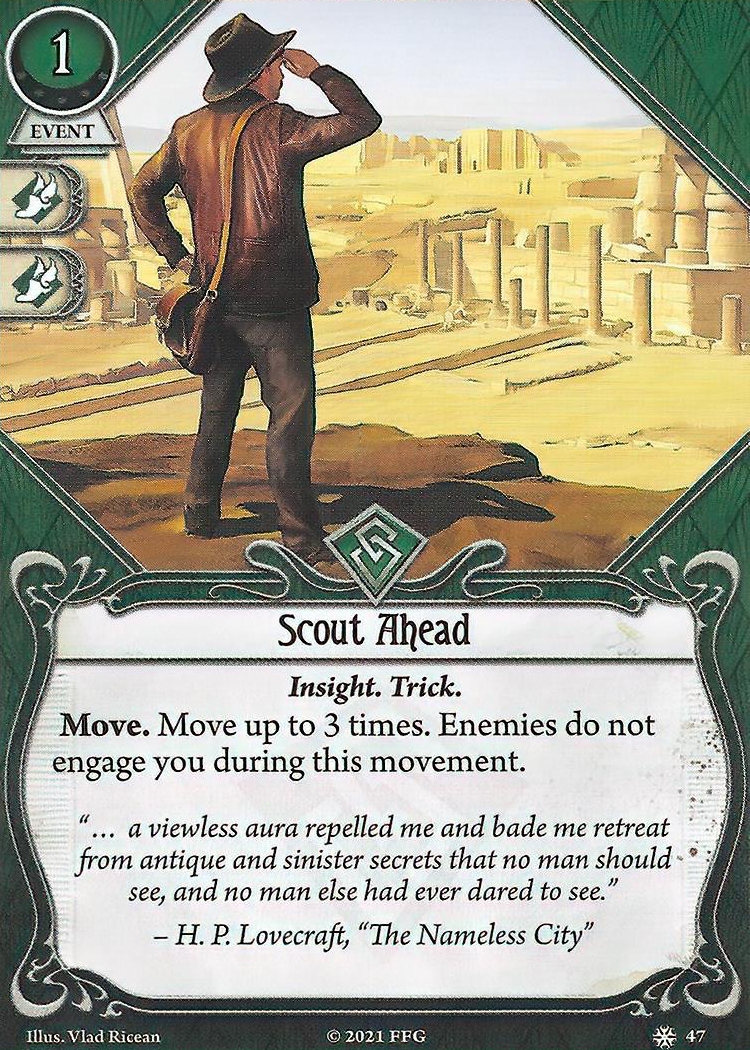 1
EVENT
Scout Ahead
Insight. Trick.
Move. Move up to 3 times. Enemies do not
engage you during this movement.
“… a viewless aura repelled me and bade me retreat
from antique and sinister secrets that no man should
see, and no man else had ever dared to see.”
– H. P. Lovecraft, “The Nameless City”
Illus. Vlad Ricean
© 2021 FFG
47